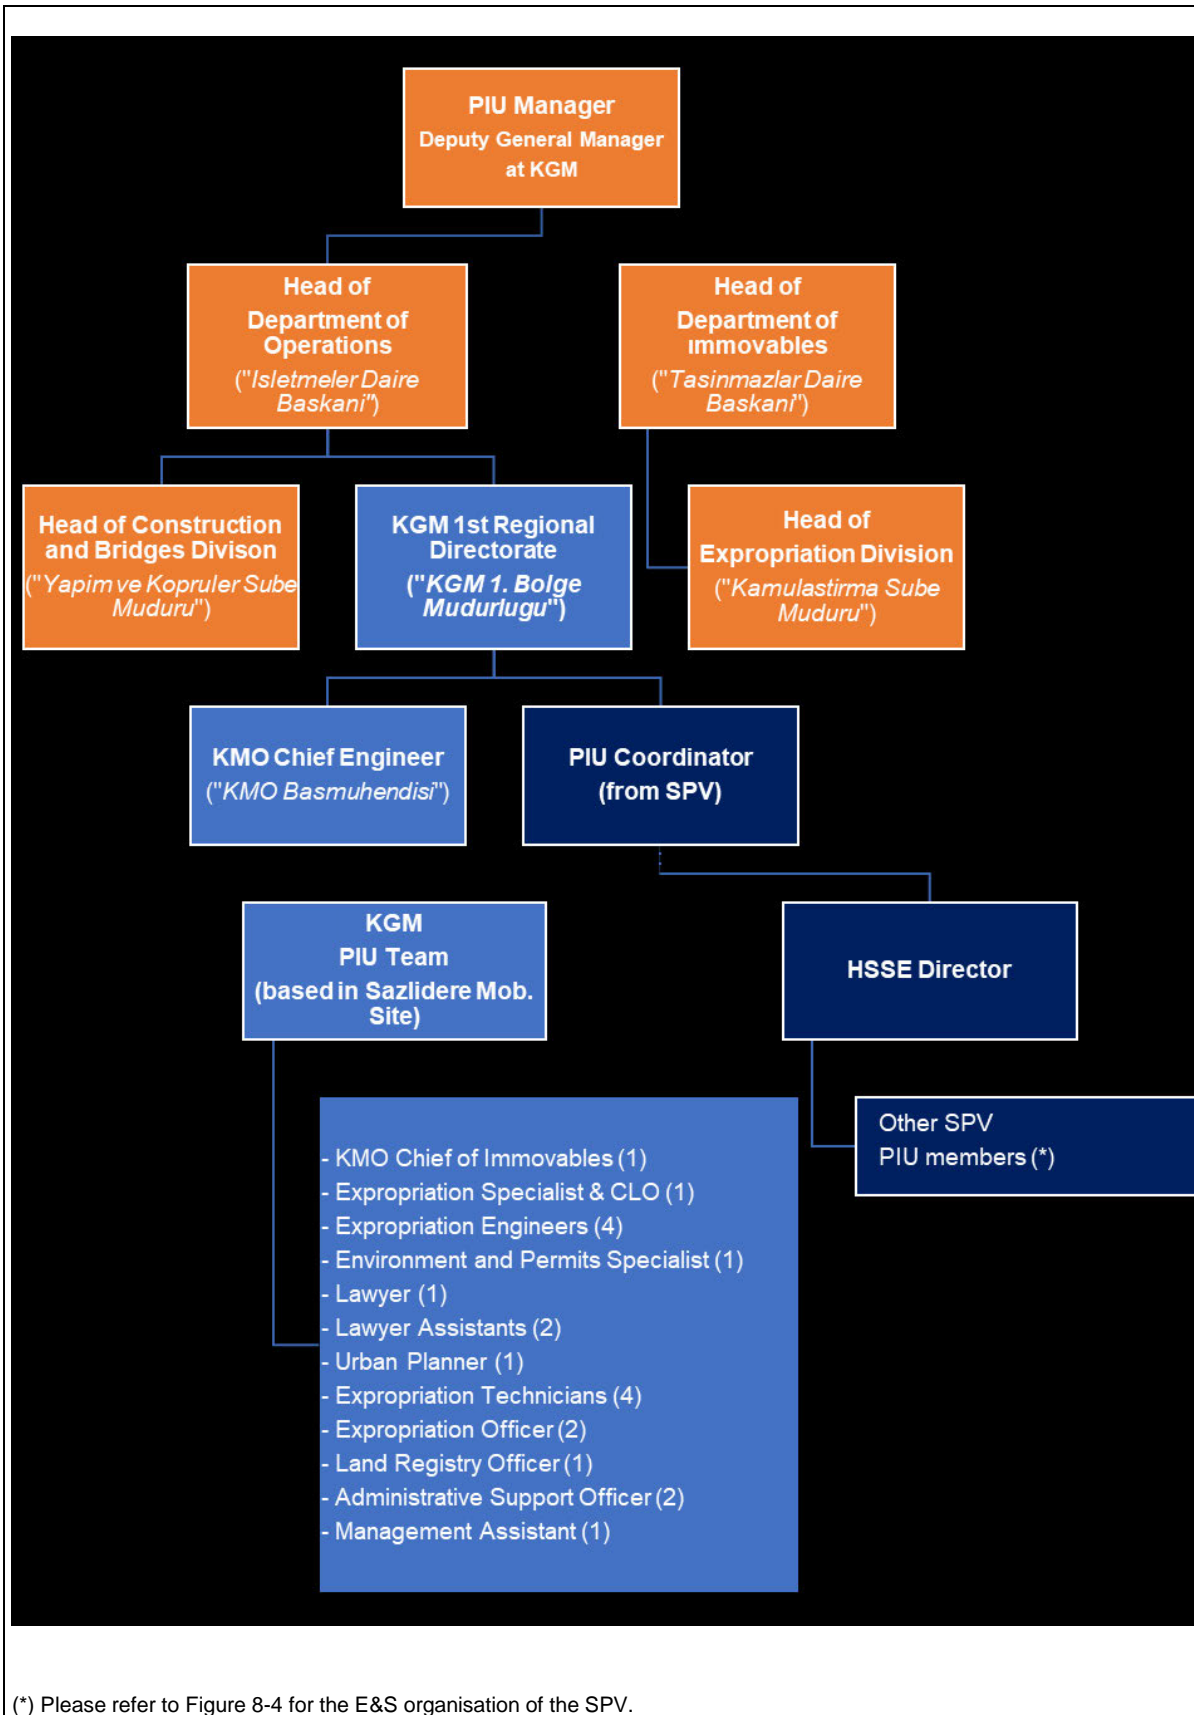 PIU Manager
Deputy General Manager
at KGM
Head of
Department of
Operations
("Isletmeler Daire
Baskani")
Head of
Department of
ımmovables
("Tasinmazlar Daire
Baskani")
Head of Construction
and Bridges Divison
("Yapim ve Kopruler Sube
Muduru")
KGM 1st Regional
Directorate
("KGM 1. Bolge
Mudurlugu")
Head of
Expropriation Division
("Kamulastirma Sube
Muduru")
KMO Chief Engineer
("KMO Basmuhendisi")
PIU Coordinator
(from SPV)
KGM
PIU Team
(based in Sazlidere Mob.
Site)
HSSE Director
Other SPV
PIU members (*)
- KMO Chief of Immovables (1)
- Expropriation Specialist & CLO (1)
- Expropriation Engineers (4)
- Environment and Permits Specialist (1)
- Lawyer (1)
- Lawyer Assistants (2)
- Urban Planner (1)
- Expropriation Technicians (4)
- Expropriation Officer (2)
- Land Registry Officer (1)
- Administrative Support Officer (2)
- Management Assistant (1)
(*) Please refer to Figure 8-4 for the E&S organisation of the SPV.